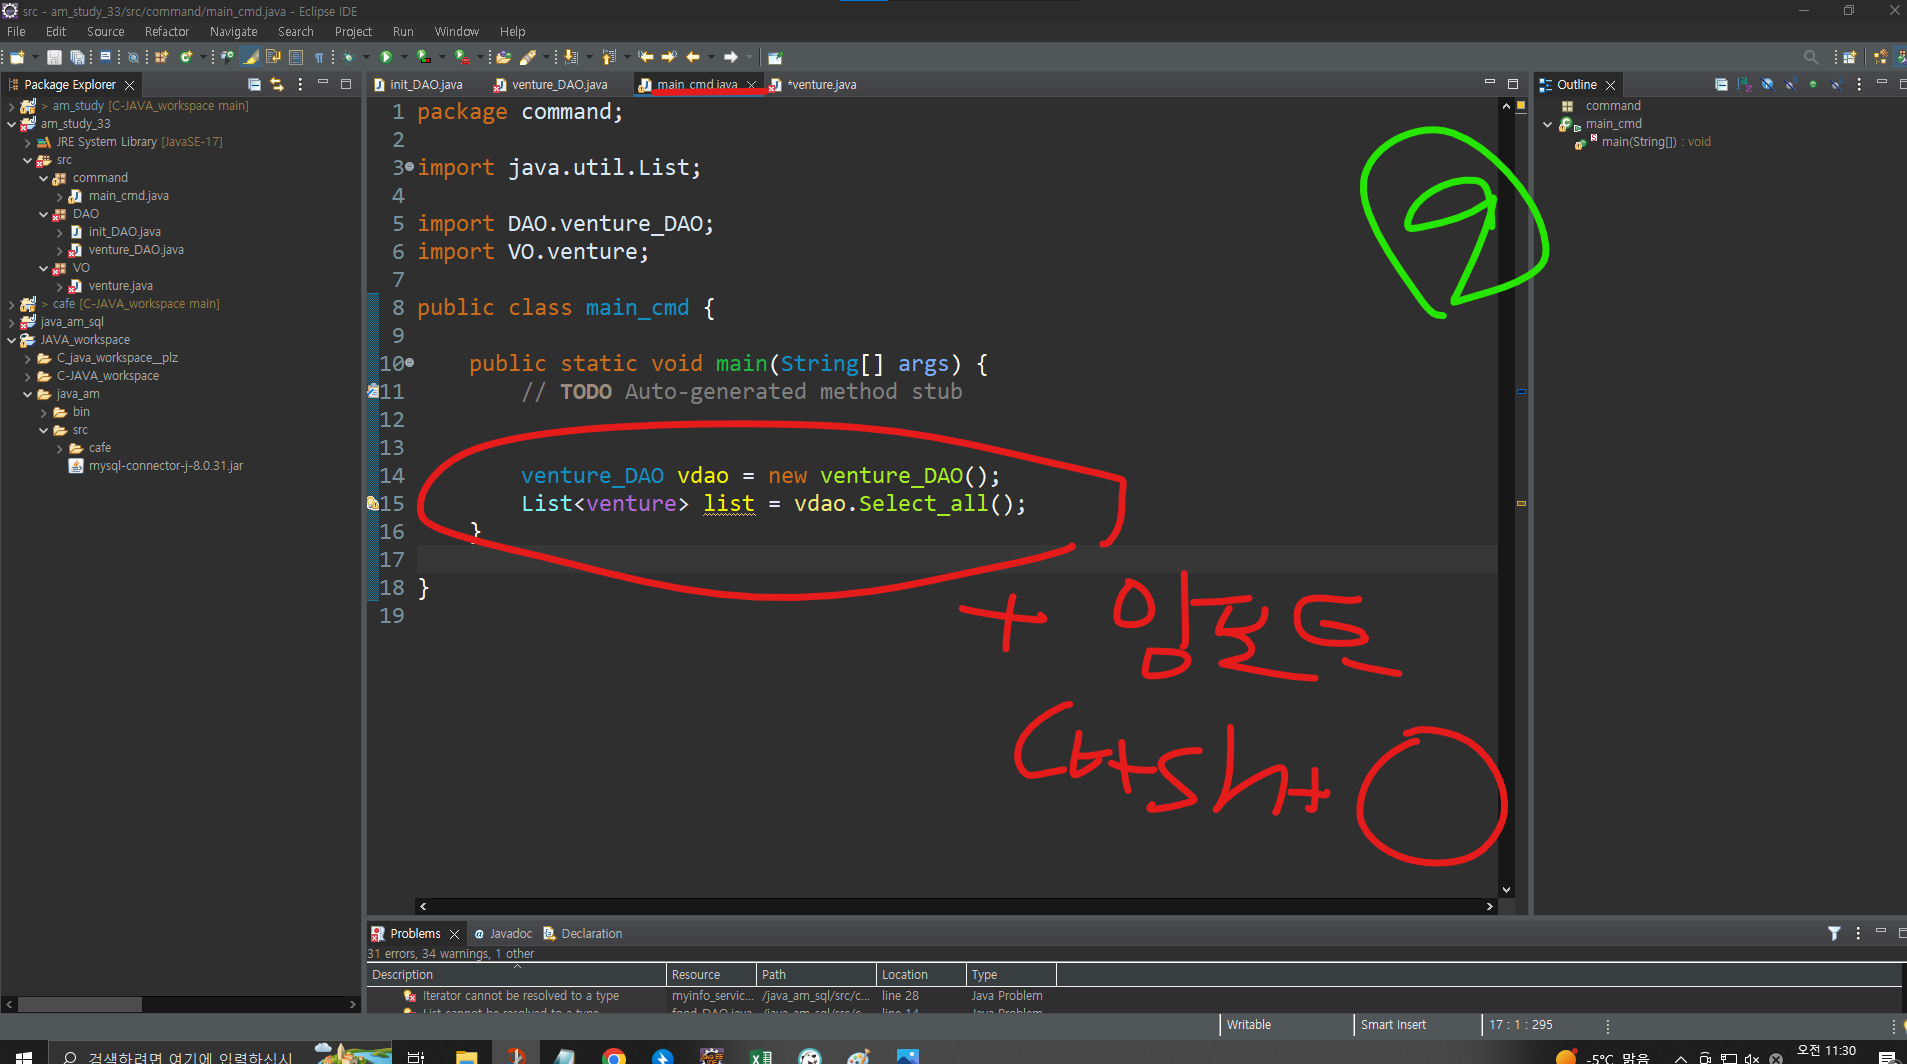 src - am_study_33/src/command/main_cmd.java - Eclipse IDE
File Edit Source Refactor Navigate Search Project Run Window Help
Package Explorer
> am_study [C-JAVA_workspace main]
am_study_33
JRE System Library [JavaSE-17]
src
command
main_cmd.java
DAO
init_DAO.java
venture_DAO.java
VO
venture.java
> cafe [C-JAVA_workspace main]
java_am_sql
JAVA_workspace
C_java_workspace__plz
C-JAVA_workspace
java_am
bin
src
cafe
mysql-connector-j-8.0.31.jar
init_DAO.java venture_DAO.java main_cmd.java *venture.java
1 package command;
2
3 import java.util.List;
4
5 import DAO.venture_DAO;
6 import VO.venture;
7
8 public class main_cmd {
9
10 public static void main(String[] args) {
11 // TODO Auto-generated method stub
12
13
14 venture_DAO vdao = new venture_DAO();
15 List<venture> list = vdao.Select_all();
16 }
17
18 }
19
9
+ 임포트
Ct+Sh+O
Outline
command
main_cmd
main(String[]) : void
Problems Javadoc Declaration
31 errors, 34 warnings, 1 other
Description Resource Path Location Type
Iterator cannot be resolved to a type myinfo_servic... /java_am_sql/src/c... line 28 Java Problem
List cannot be resolved to a type food_DAO.java /java_am_sql/src/c... line 14 Java Problem
Writable Smart Insert 17 : 1 : 295
검색하려면 여기에 입력하십시
-5°C 맑음
오전 11:30